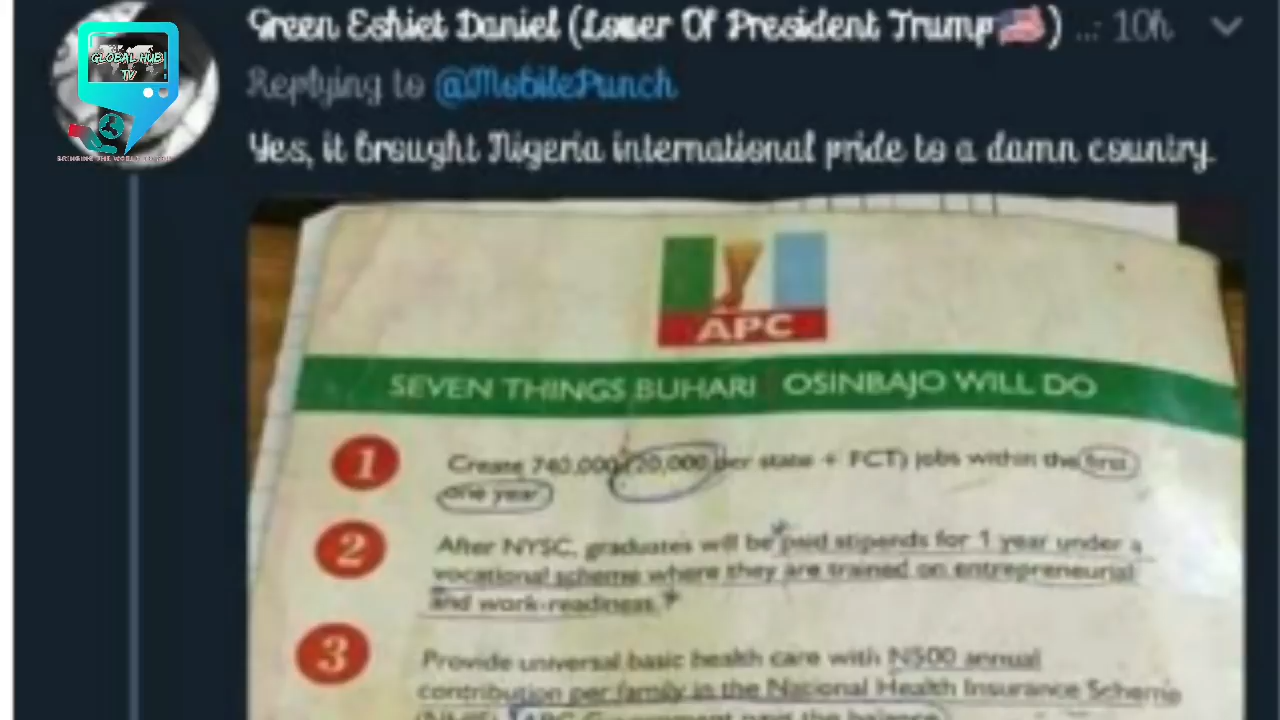 Green Eshiet Daniel (Lover Of President Trump🇺🇸) ... · 10h
GLOBAL HUB
TV
Replying to @MobilePunch
Yes, it brought Nigeria international pride to a damn country.
APC
SEVEN THINGS BUHARI OSINBAJO WILL DO
1 Create 740,000 (20,000 per state + FCT) jobs within the first
one year
2 After NYSC, graduates will be paid stipends for 1 year under a
vocational scheme where they are trained on entrepreneurial
and work-readiness.
3 Provide universal basic health care with N500 annual
contribution per family in the National Health Insurance Scheme